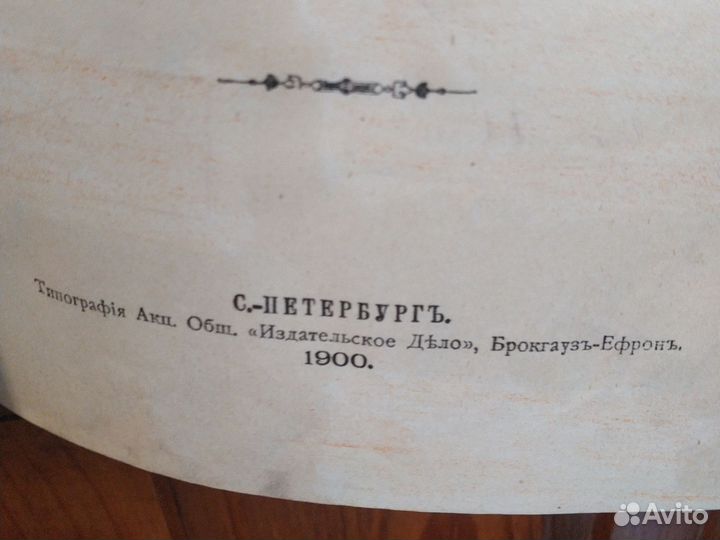 С.-ПЕТЕРБУРГЪ.
Типографія Акц. Общ. «Издательское Дѣло», Брокгаузъ-Ефронъ.
1900.
Avito